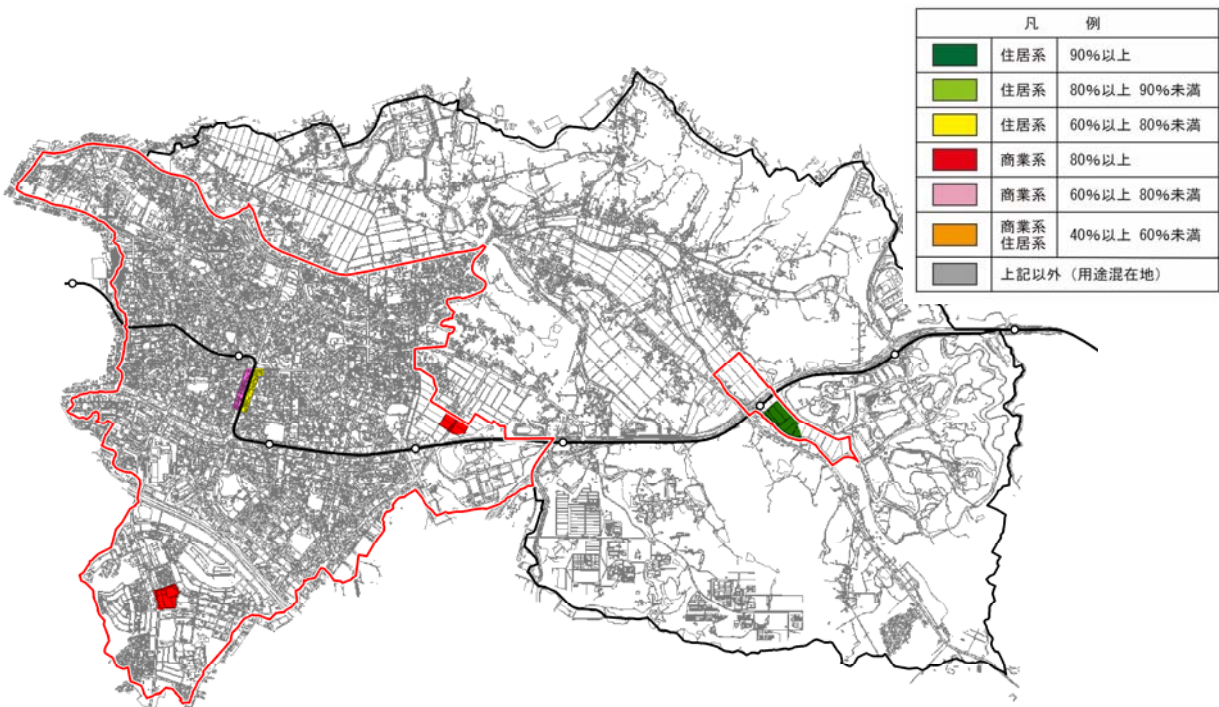 凡 例
住居系 90%以上
住居系 80%以上 90%未満
住居系 60%以上 80%未満
商業系 80%以上
商業系 60%以上 80%未満
商業系
住居系 40%以上 60%未満
上記以外（用途混在地）